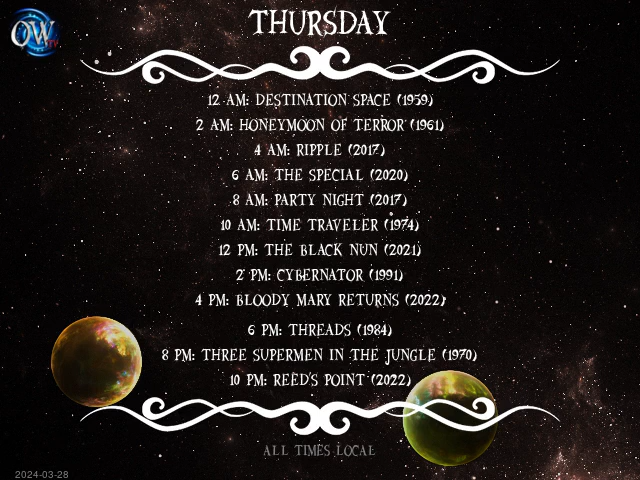 OW TV
THURSDAY
12 AM: DESTINATION SPACE (1959)
2 AM: HONEYMOON OF TERROR (1961)
4 AM: RIPPLE (2017)
6 AM: THE SPECIAL (2020)
8 AM: PARTY NIGHT (2017)
10 AM: TIME TRAVELER (1974)
12 PM: THE BLACK NUN (2021)
2 PM: CYBERNATOR (1991)
4 PM: BLOODY MARY RETURNS (2022)
6 PM: THREADS (1984)
8 PM: THREE SUPERMEN IN THE JUNGLE (1970)
10 PM: REED'S POINT (2022)
ALL TIMES LOCAL
2024-03-28